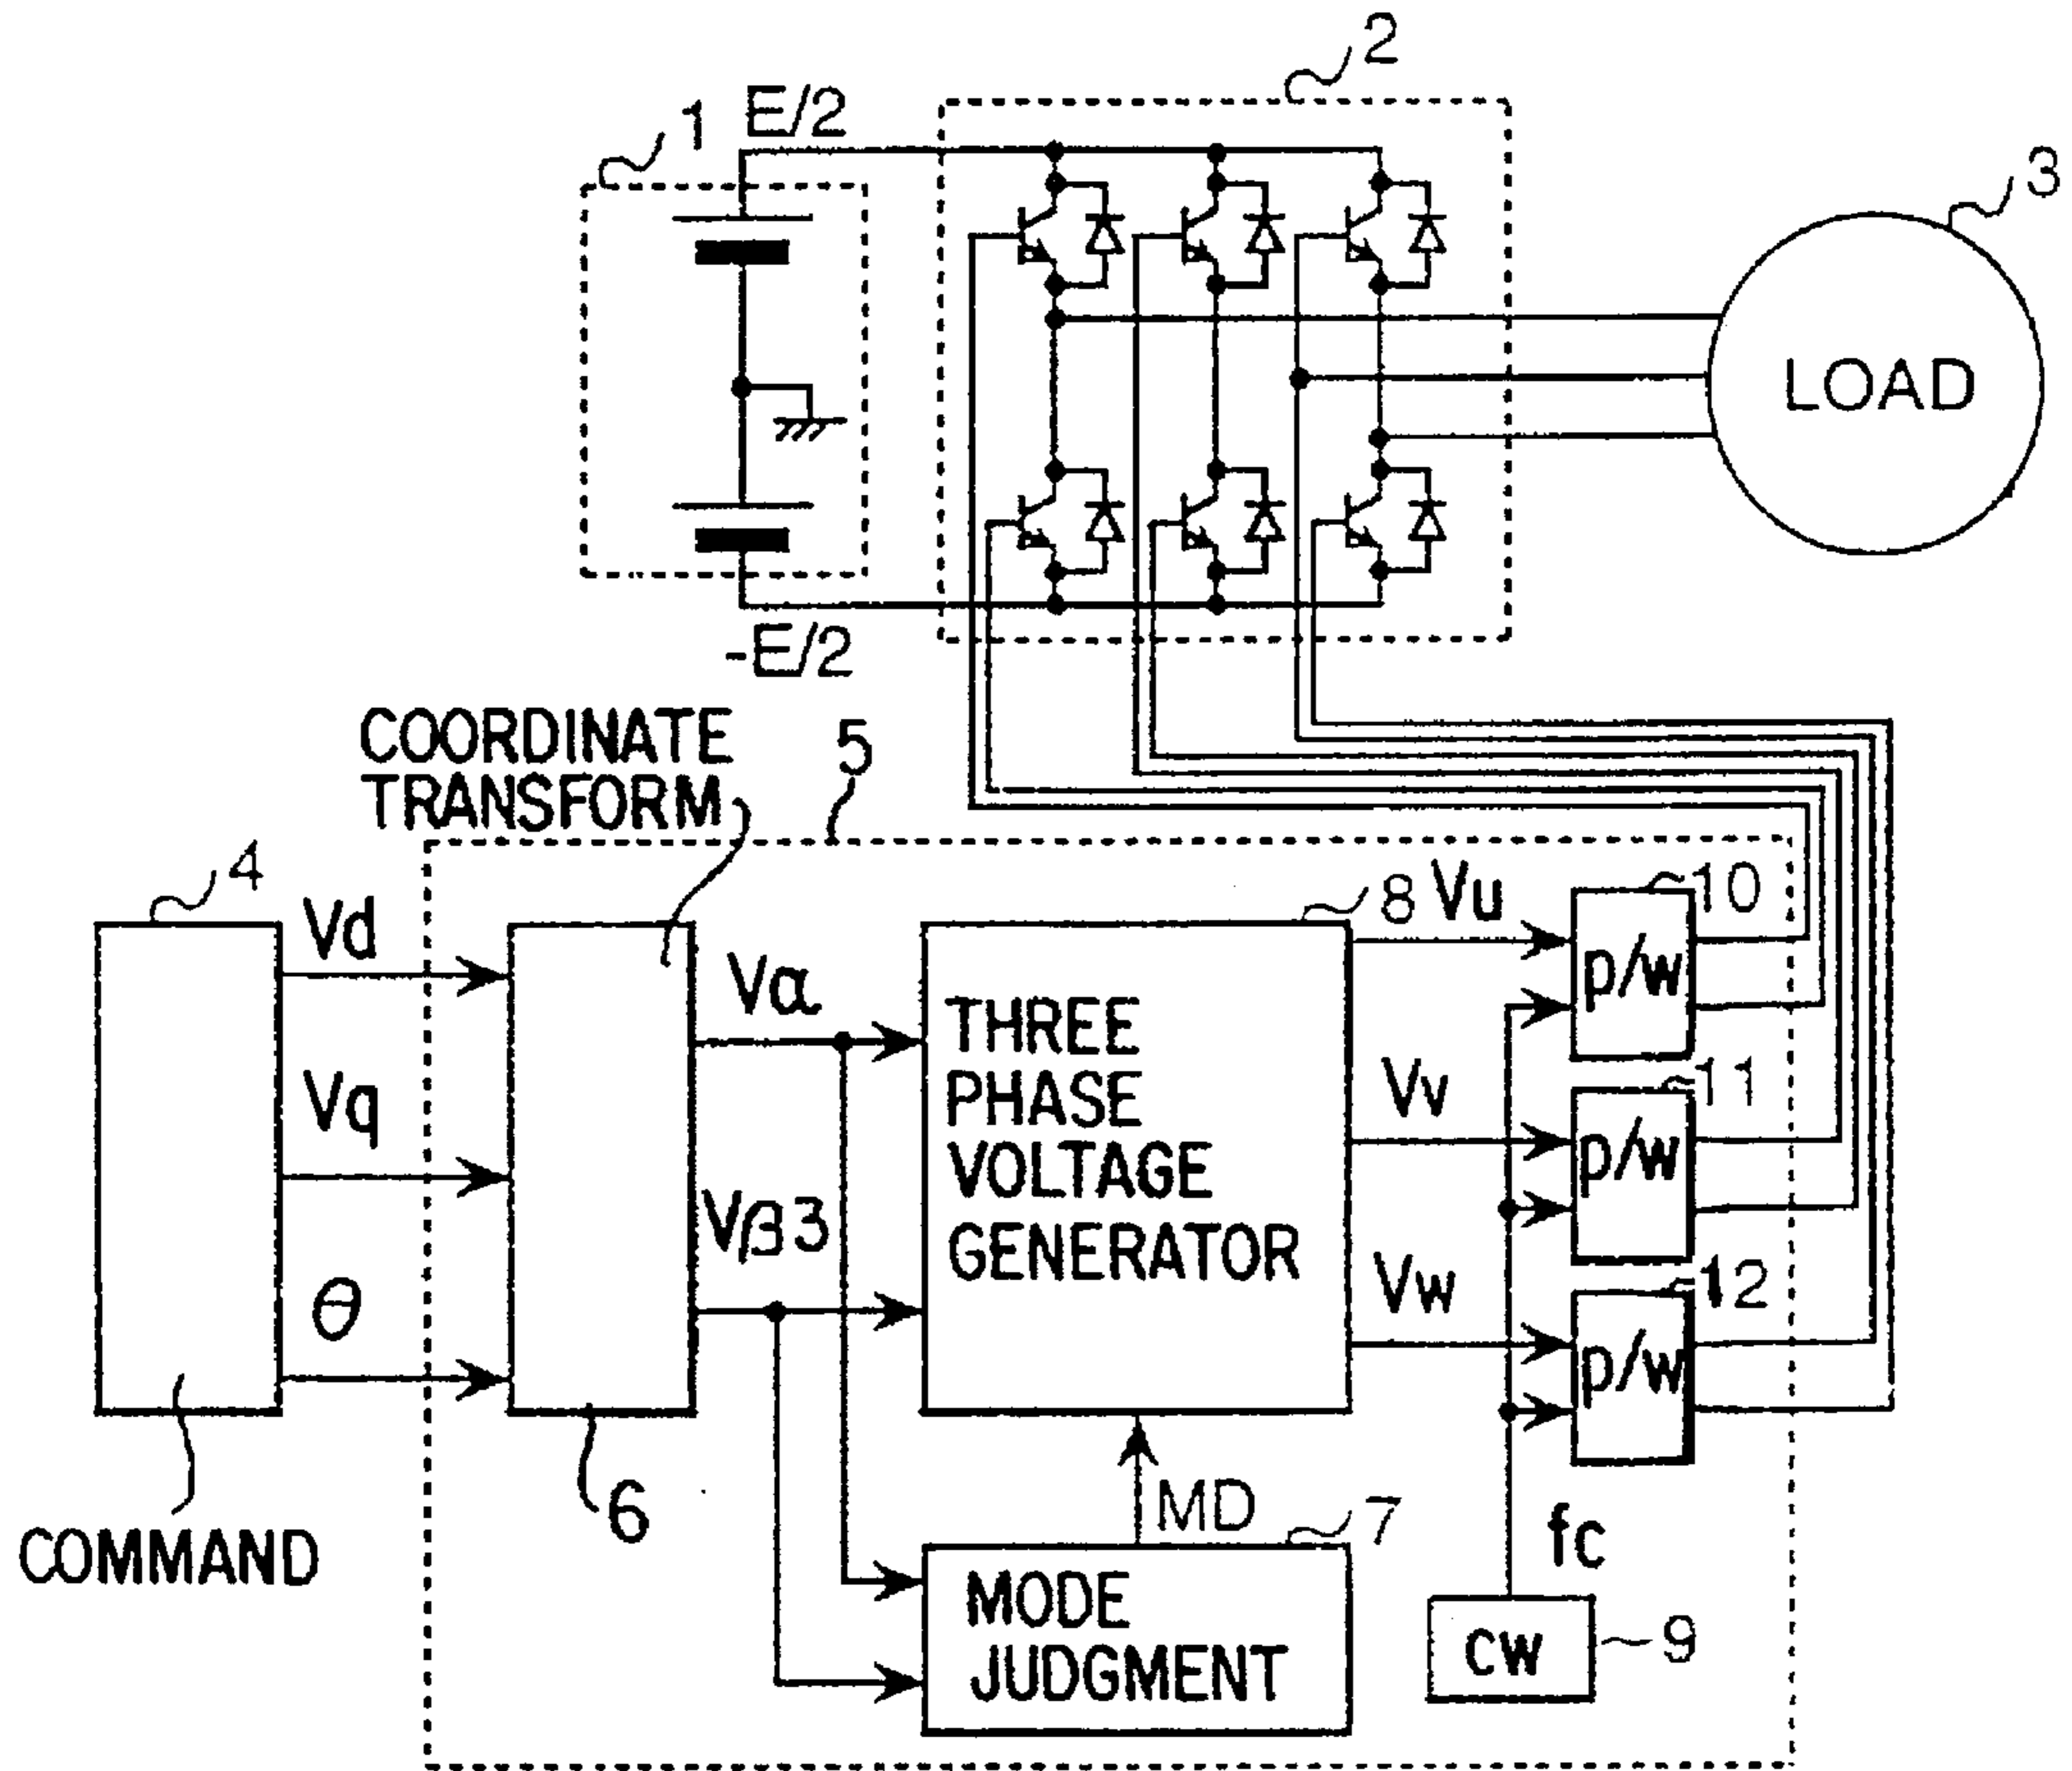 2
1
E/2
3
LOAD
-E/2
COORDINATE
TRANSFORM
5
4
Vd
Vα
8
Vu
10
p/w
THREE
PHASE
VOLTAGE
GENERATOR
Vq
Vv
11
p/w
Vβ3
θ
Vw
12
p/w
6
MD
7
fc
COMMAND
MODE
JUDGMENT
cw
9